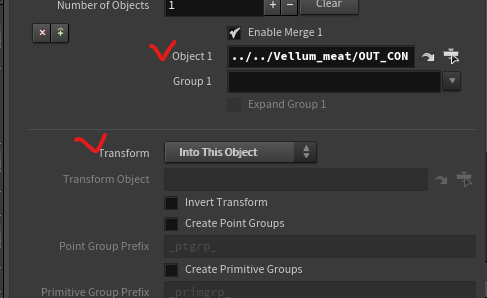 Number of Objects 1 + − Clear
Enable Merge 1
Object 1 ../../Vellum_meat/OUT_CON
Group 1
Expand Group 1
Transform Into This Object
Transform Object
Invert Transform
Create Point Groups
Point Group Prefix _ptgrp_
Create Primitive Groups
Primitive Group Prefix _primgrp_